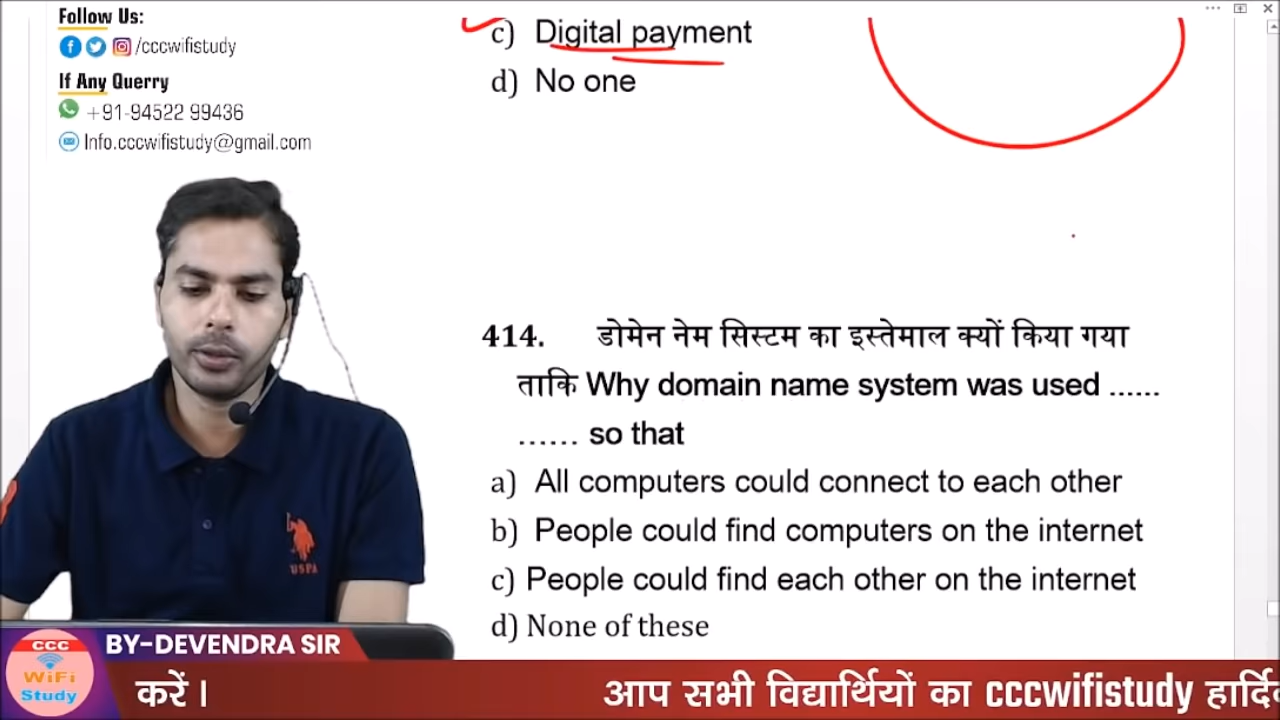 Follow Us:
/cccwifistudy
If Any Querry
+91-94522 99436
Info.cccwifistudy@gmail.com
c) Digital payment
d) No one
414. डोमेन नेम सिस्टम का इस्तेमाल क्यों किया गया
ताकि Why domain name system was used ......
...... so that
a) All computers could connect to each other
b) People could find computers on the internet
c) People could find each other on the internet
d) None of these
USPA
CCC
WiFi
Study
BY-DEVENDRA SIR
करें।
आप सभी विद्यार्थियों का cccwifistudy हार्दि